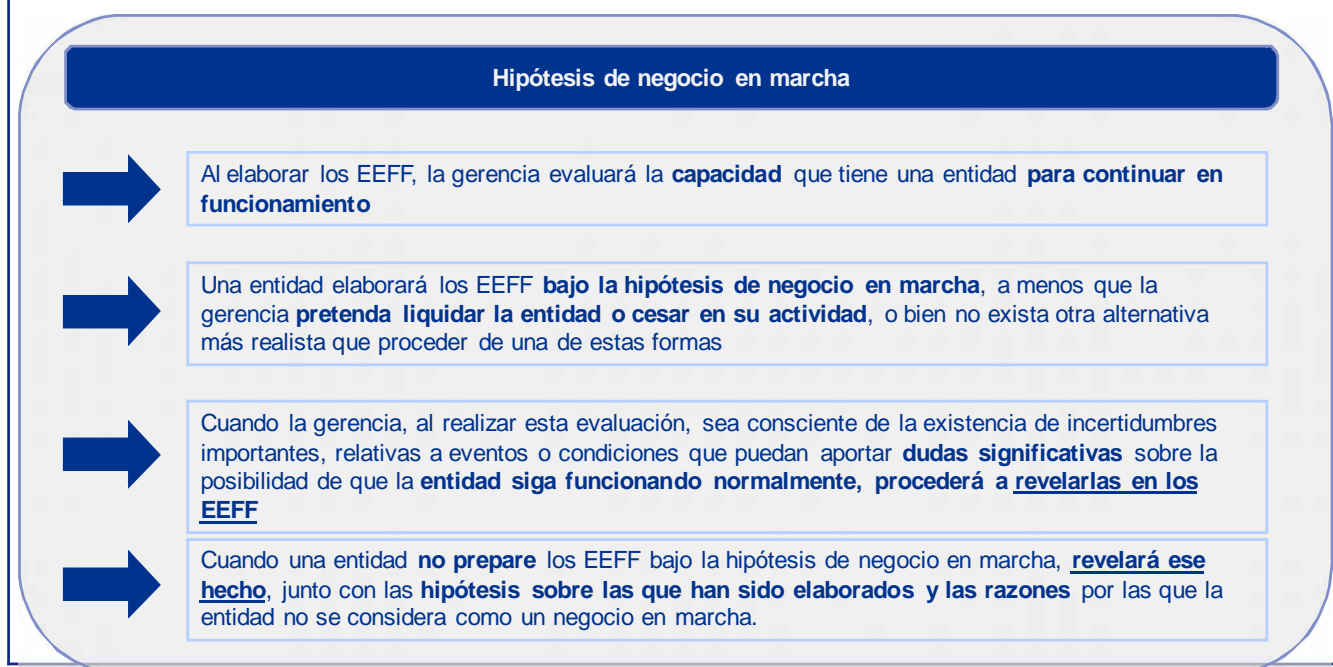 Hipótesis de negocio en marcha
Al elaborar los EEFF, la gerencia evaluará la capacidad que tiene una entidad para continuar en
funcionamiento
Una entidad elaborará los EEFF bajo la hipótesis de negocio en marcha, a menos que la
gerencia pretenda liquidar la entidad o cesar en su actividad, o bien no exista otra alternativa
más realista que proceder de una de estas formas
Cuando la gerencia, al realizar esta evaluación, sea consciente de la existencia de incertidumbres
importantes, relativas a eventos o condiciones que puedan aportar dudas significativas sobre la
posibilidad de que la entidad siga funcionando normalmente, procederá a revelarlas en los
EEFF
Cuando una entidad no prepare los EEFF bajo la hipótesis de negocio en marcha, revelará ese
hecho, junto con las hipótesis sobre las que han sido elaborados y las razones por las que la
entidad no se considera como un negocio en marcha.